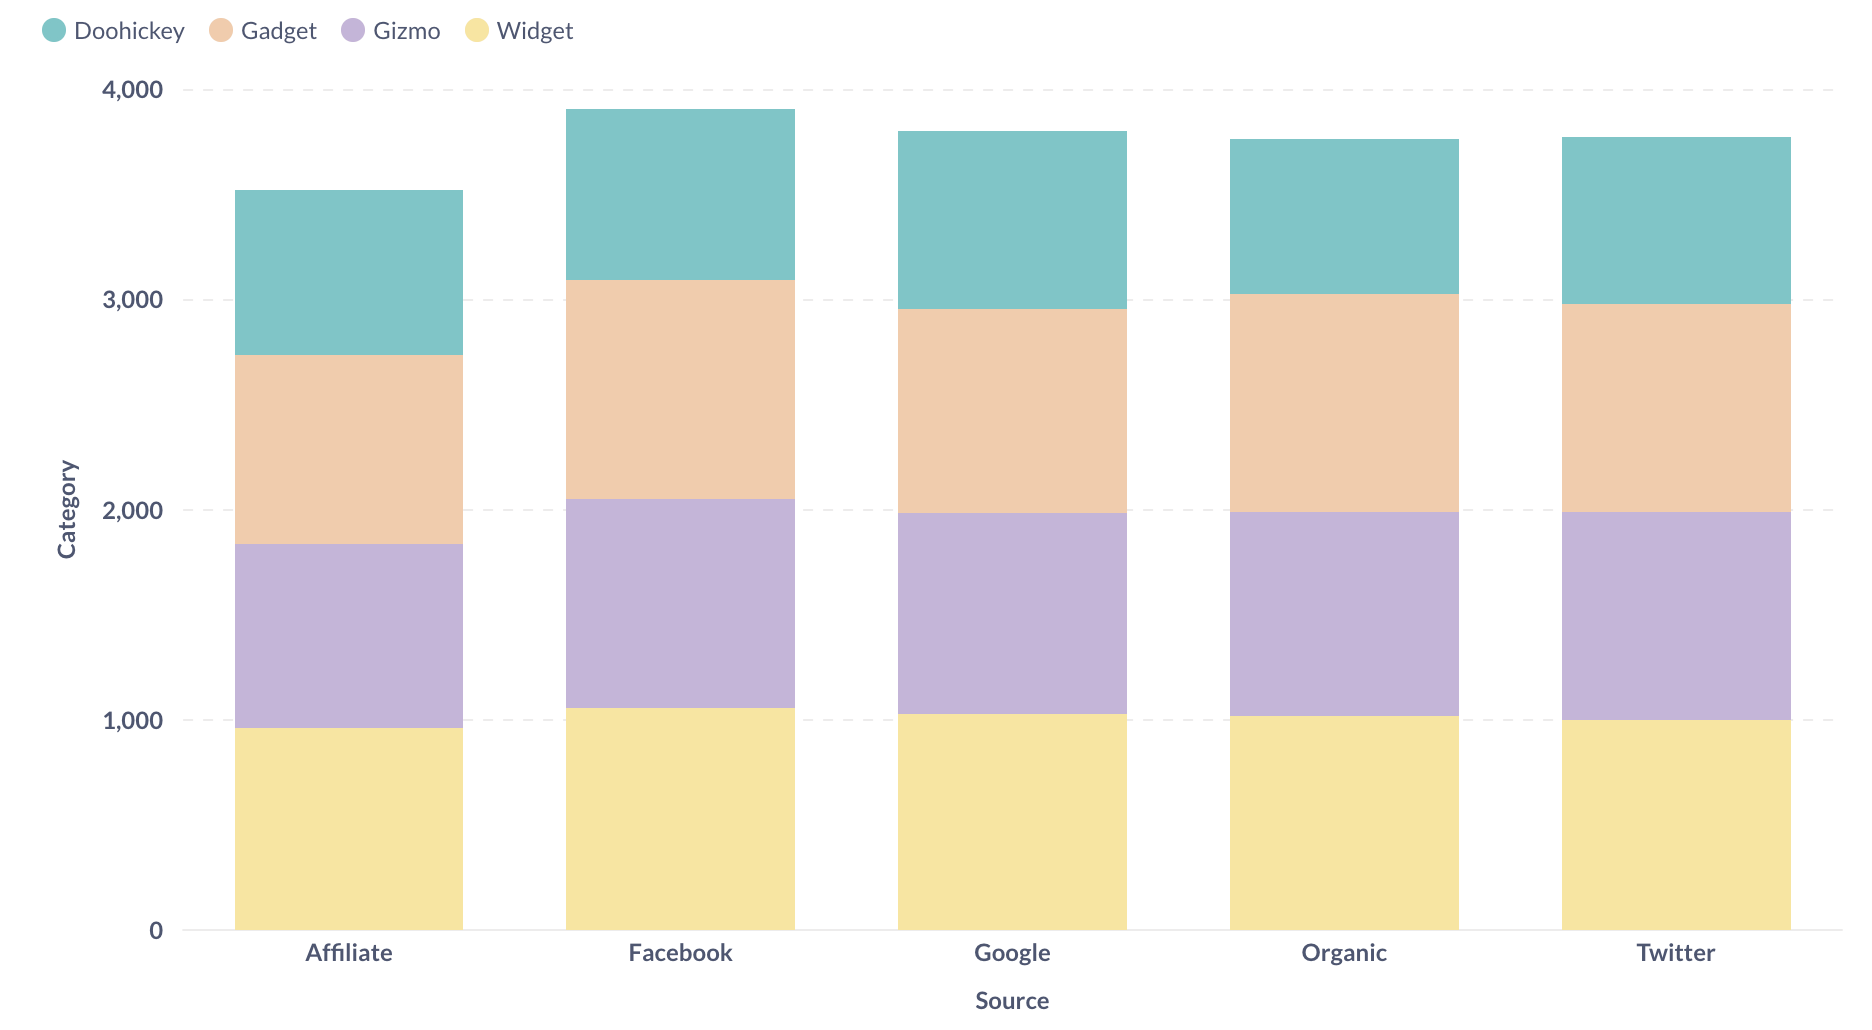 Doohickey Gadget Gizmo Widget
4,000
3,000
2,000
1,000
0
Category
Affiliate Facebook Google Organic Twitter
Source